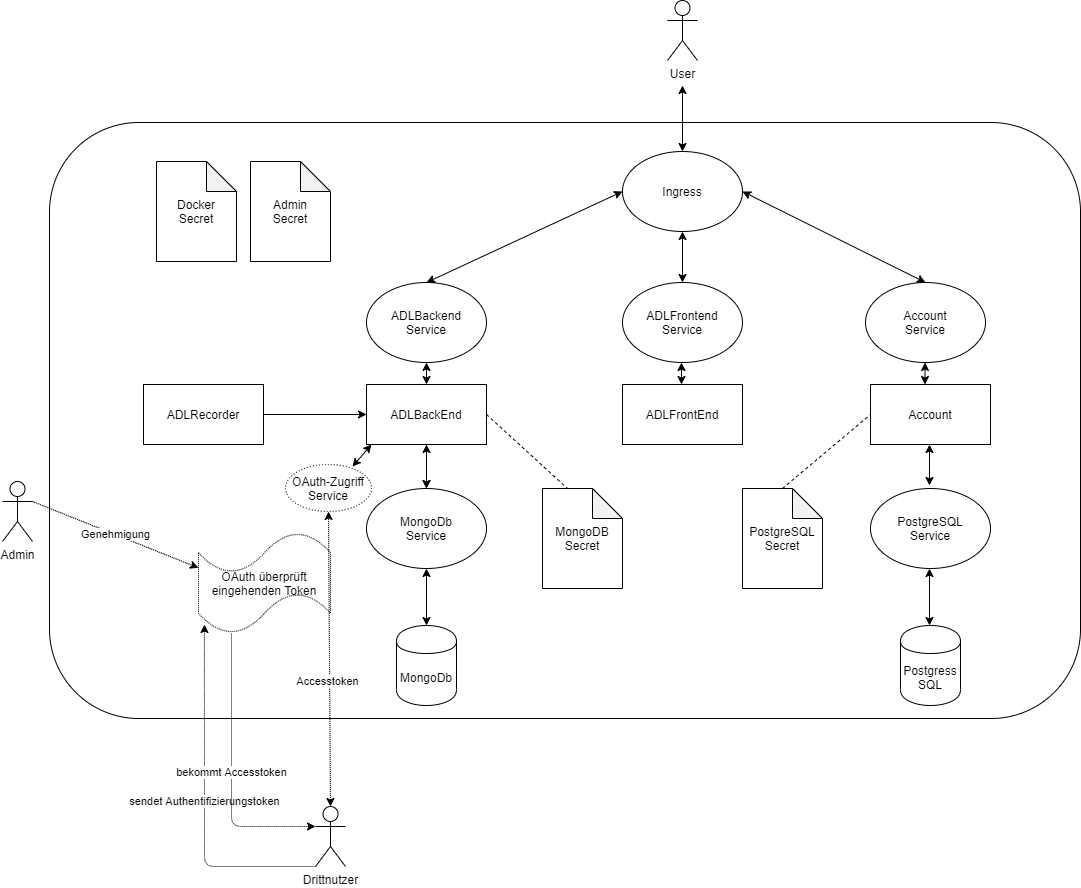 User
Ingress
Docker
Secret
Admin
Secret
ADLBackend
Service
ADLFrontend
Service
Account
Service
ADLRecorder
ADLBackEnd
ADLFrontEnd
Account
OAuth-Zugriff
Service
MongoDb
Service
MongoDB
Secret
PostgreSQL
Secret
PostgreSQL
Service
Admin
Genehmigung
OAuth überprüft
eingehenden Token
Accesstoken
MongoDb
Postgress
SQL
bekommt Accesstoken
sendet Authentifizierungstoken
Drittnutzer